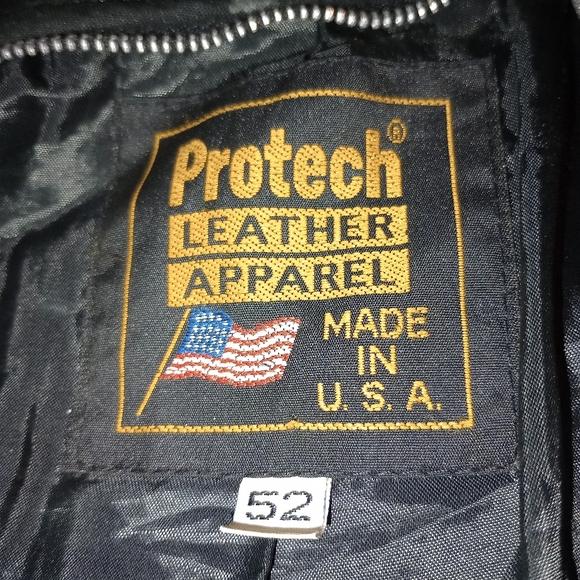 Protech®
LEATHER
APPAREL
MADE
IN
U. S. A.
52